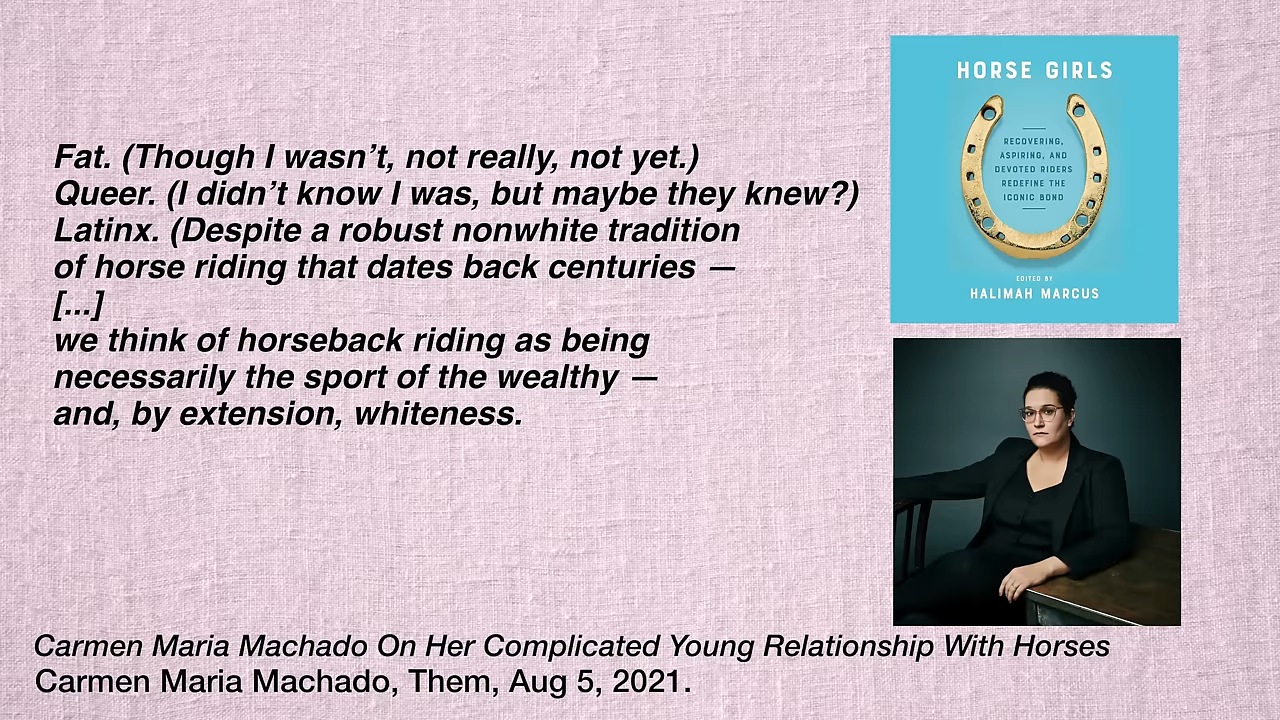 Fat. (Though I wasn’t, not really, not yet.)
Queer. (I didn’t know I was, but maybe they knew?)
Latinx. (Despite a robust nonwhite tradition
of horse riding that dates back centuries —
[...]
we think of horseback riding as being
necessarily the sport of the wealthy —
and, by extension, whiteness.
HORSE GIRLS
RECOVERING,
ASPIRING, AND
DEVOTED RIDERS
REDEFINE THE
ICONIC BOND
EDITED BY
HALIMAH MARCUS
Carmen Maria Machado On Her Complicated Young Relationship With Horses
Carmen Maria Machado, Them, Aug 5, 2021.